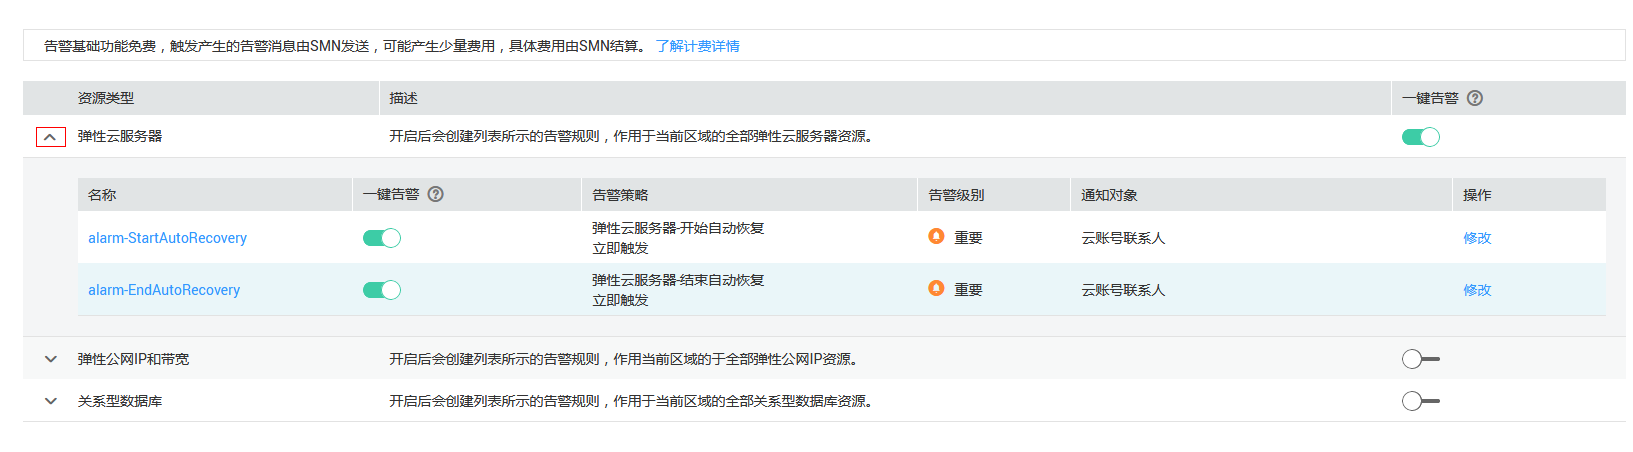 告警基础功能免费，触发产生的告警消息由SMN发送，可能产生少量费用，具体费用由SMN结算。 了解计费详情
资源类型 描述 一键告警
弹性云服务器 开启后会创建列表所示的告警规则，作用于当前区域的全部弹性云服务器资源。
名称 一键告警 告警策略 告警级别 通知对象 操作
alarm-StartAutoRecovery 弹性云服务器-开始自动恢复 重要 云账号联系人 修改
立即触发
alarm-EndAutoRecovery 弹性云服务器-结束自动恢复 重要 云账号联系人 修改
立即触发
弹性公网IP和带宽 开启后会创建列表所示的告警规则，作用当前区域的于全部弹性公网IP资源。
关系型数据库 开启后会创建列表所示的告警规则，作用于当前区域的全部关系型数据库资源。